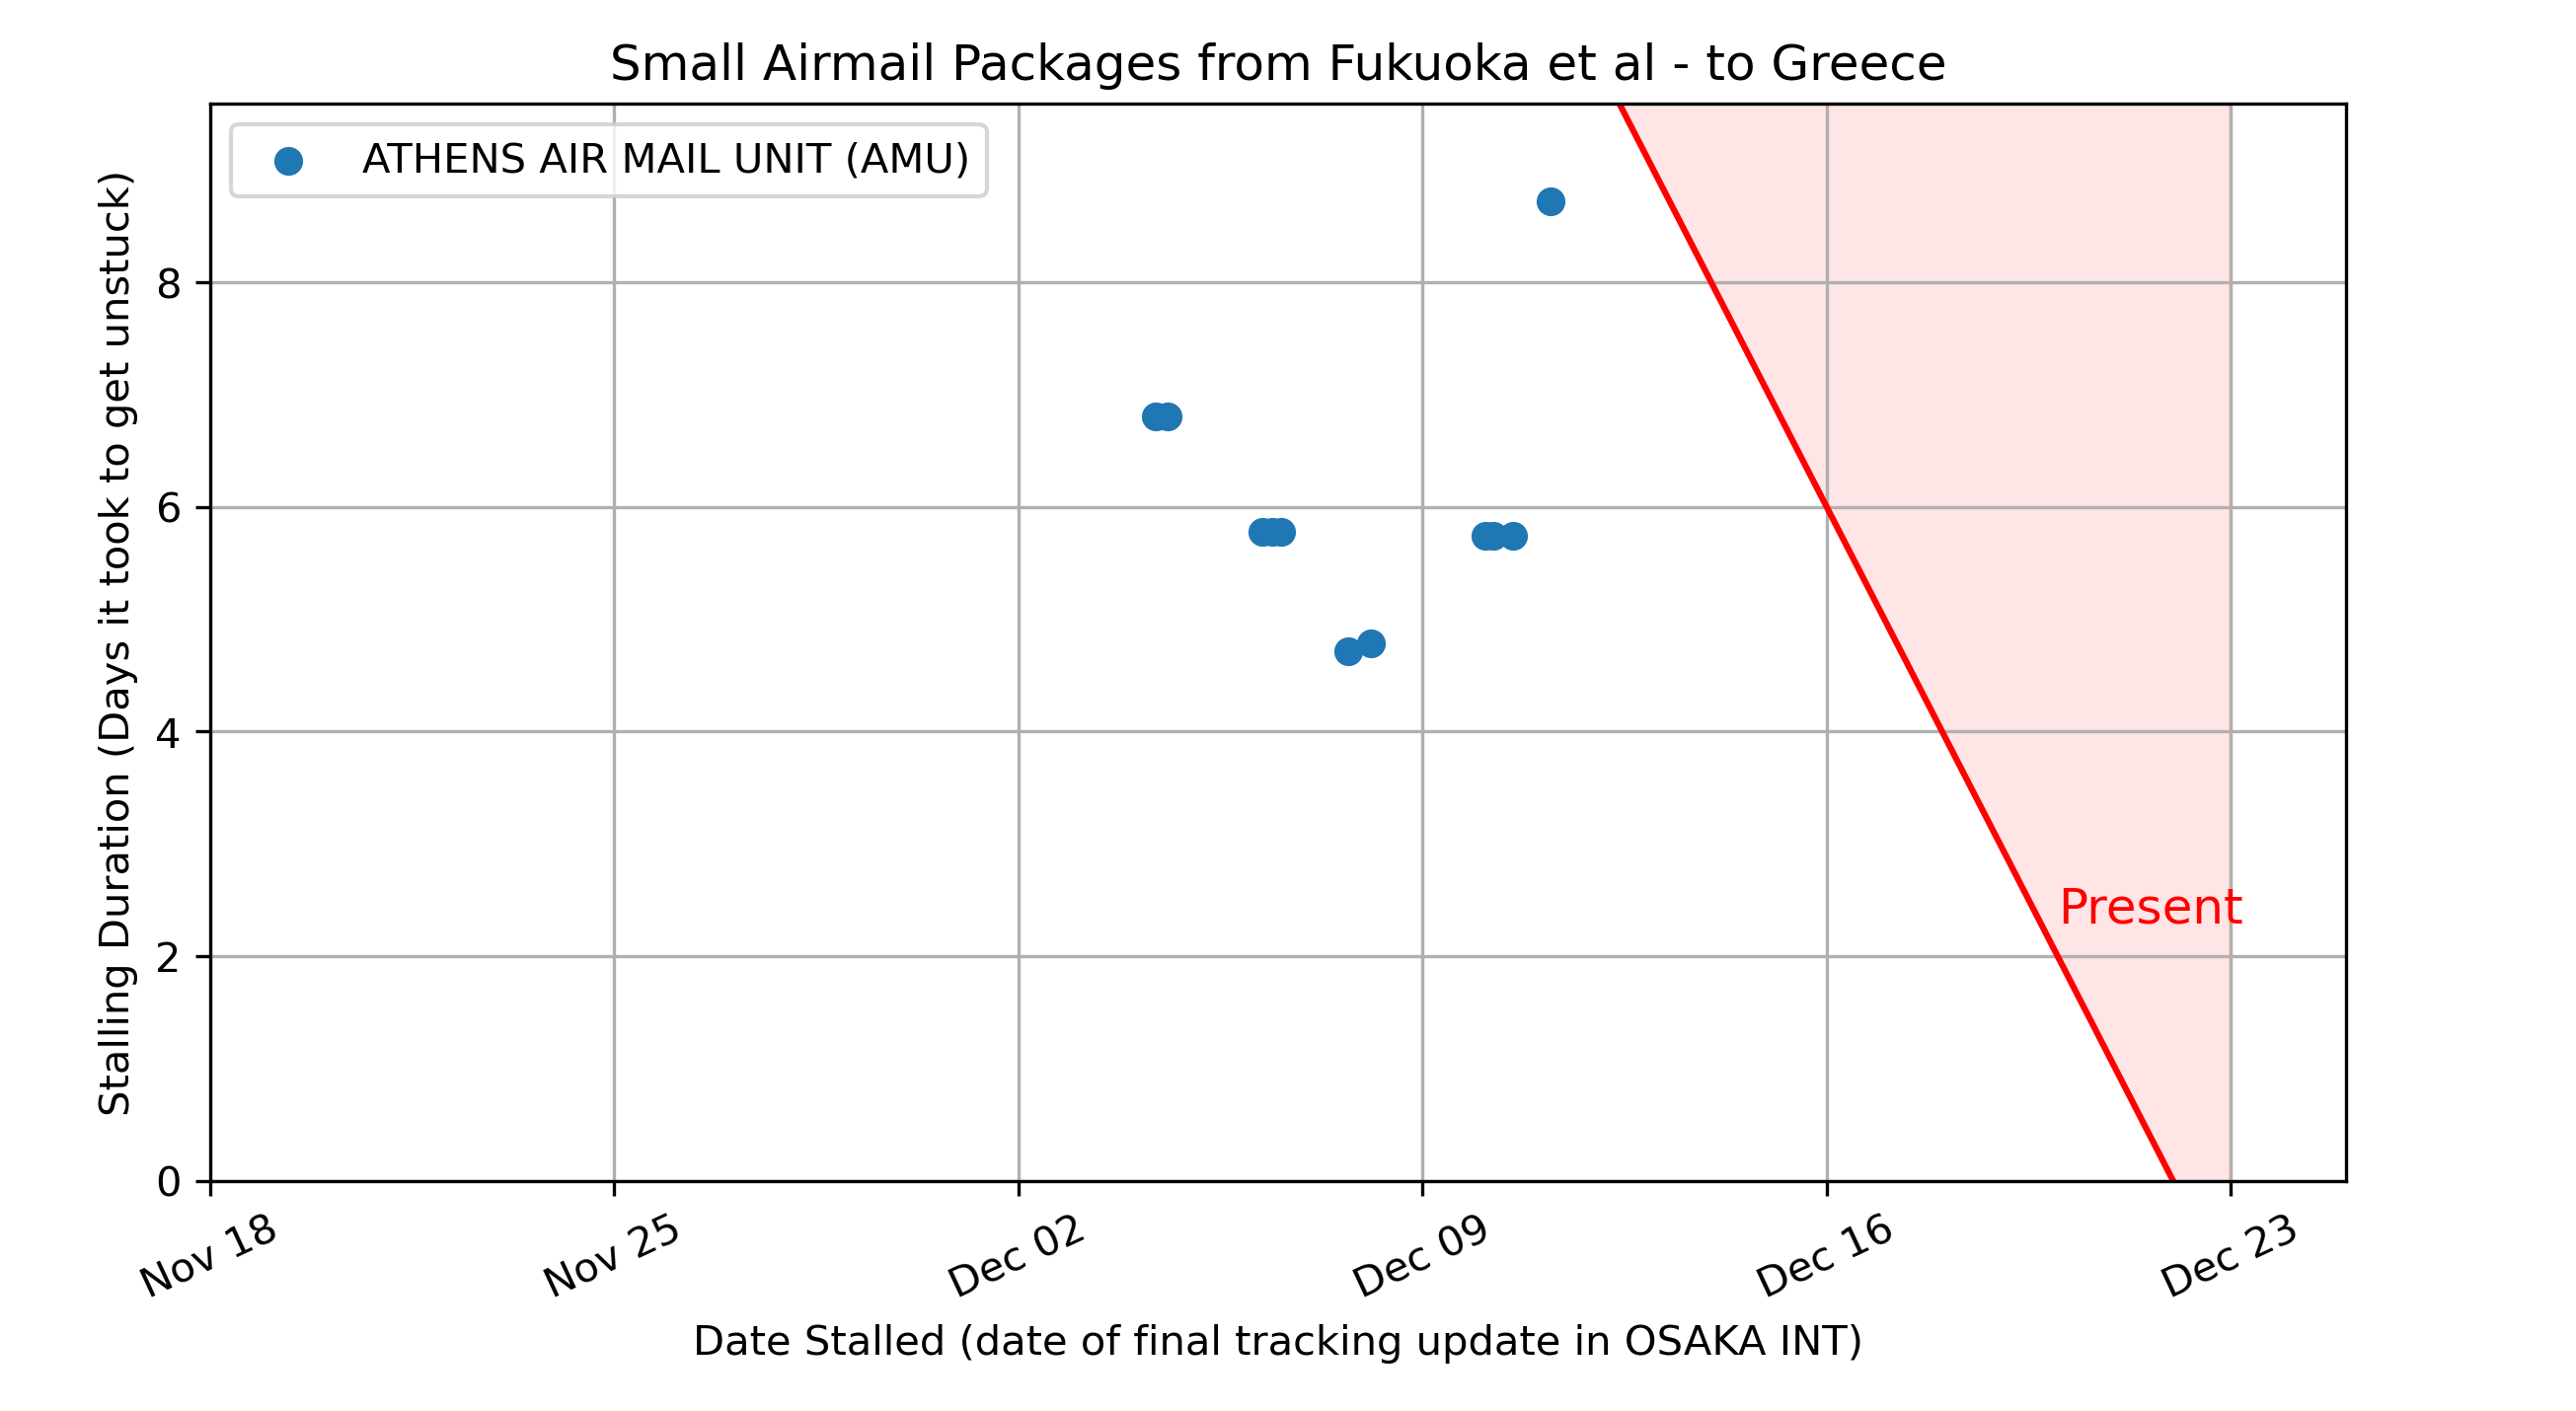 Small Airmail Packages from Fukuoka et al - to Greece
ATHENS AIR MAIL UNIT (AMU)
Stalling Duration (Days it took to get unstuck)
8
6
4
2
0
Present
Nov 18
Nov 25
Dec 02
Dec 09
Dec 16
Dec 23
Date Stalled (date of final tracking update in OSAKA INT)